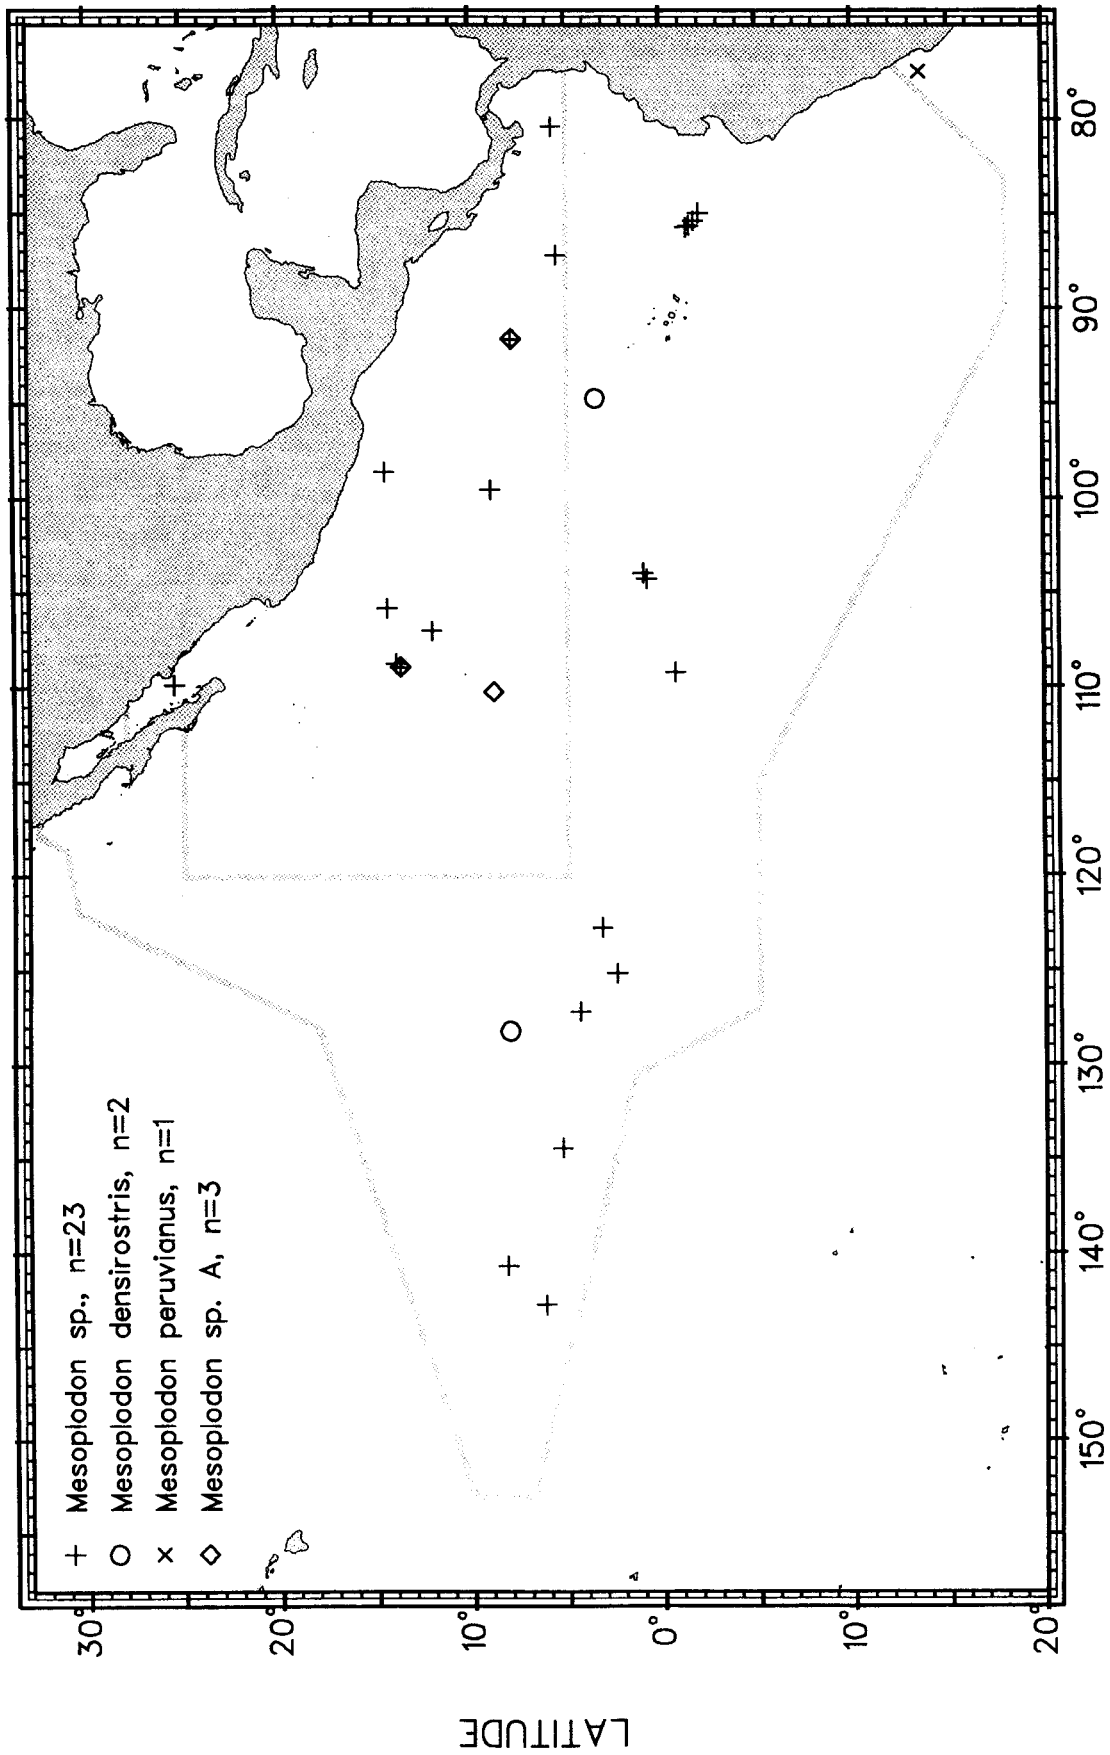 + Mesoplodon sp., n=23
○ Mesoplodon densirostris, n=2
× Mesoplodon peruvianus, n=1
◇ Mesoplodon sp. A, n=3
LATITUDE
30°
20°
10°
0°
10°
20°
150° 140° 130° 120° 110° 100° 90° 80°